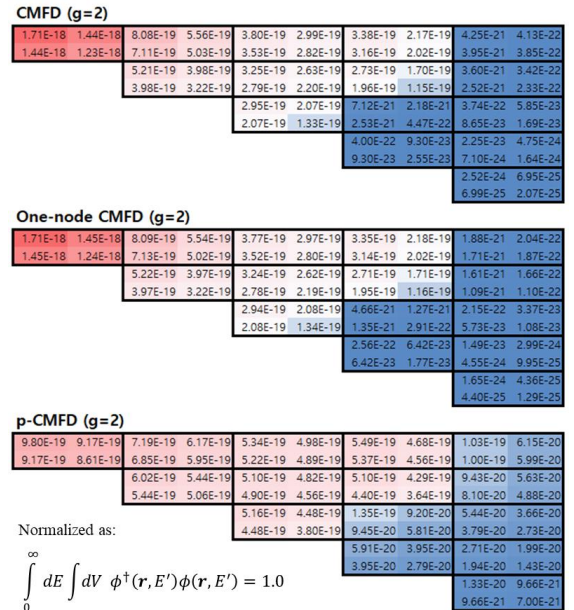 CMFD (g=2)
1.71E-18 1.44E-18 8.08E-19 5.56E-19 3.80E-19 2.99E-19 3.38E-19 2.17E-19 4.25E-21 4.13E-22
1.44E-18 1.23E-18 7.11E-19 5.03E-19 3.53E-19 2.82E-19 3.16E-19 2.02E-19 3.95E-21 3.85E-22
5.21E-19 3.98E-19 3.25E-19 2.63E-19 2.73E-19 1.70E-19 3.60E-21 3.42E-22
3.98E-19 3.22E-19 2.79E-19 2.20E-19 1.96E-19 1.15E-19 2.52E-21 2.33E-22
2.95E-19 2.07E-19 7.12E-21 2.18E-21 3.74E-22 5.85E-23
2.07E-19 1.33E-19 2.53E-21 4.47E-22 8.65E-23 1.69E-23
4.00E-22 9.30E-23 2.25E-23 4.75E-24
9.30E-23 2.55E-23 7.10E-24 1.64E-24
2.52E-24 6.95E-25
6.99E-25 2.07E-25
One-node CMFD (g=2)
1.71E-18 1.45E-18 8.09E-19 5.54E-19 3.77E-19 2.97E-19 3.35E-19 2.18E-19 1.88E-21 2.04E-22
1.45E-18 1.24E-18 7.13E-19 5.02E-19 3.52E-19 2.80E-19 3.14E-19 2.02E-19 1.71E-21 1.87E-22
5.22E-19 3.97E-19 3.24E-19 2.62E-19 2.71E-19 1.71E-19 1.61E-21 1.66E-22
3.97E-19 3.22E-19 2.78E-19 2.19E-19 1.95E-19 1.16E-19 1.09E-21 1.10E-22
2.94E-19 2.08E-19 4.66E-21 1.27E-21 2.15E-22 3.37E-23
2.08E-19 1.34E-19 1.35E-21 2.91E-22 5.73E-23 1.08E-23
2.56E-22 6.42E-23 1.49E-23 2.99E-24
6.42E-23 1.77E-23 4.55E-24 9.95E-25
1.65E-24 4.36E-25
4.40E-25 1.29E-25
p-CMFD (g=2)
9.80E-19 9.17E-19 7.19E-19 6.17E-19 5.34E-19 4.98E-19 5.49E-19 4.68E-19 1.03E-19 6.15E-20
9.17E-19 8.61E-19 6.85E-19 5.95E-19 5.22E-19 4.89E-19 5.37E-19 4.56E-19 1.00E-19 5.99E-20
6.02E-19 5.44E-19 5.10E-19 4.82E-19 5.10E-19 4.29E-19 9.43E-20 5.63E-20
5.44E-19 5.06E-19 4.90E-19 4.56E-19 4.40E-19 3.64E-19 8.10E-20 4.88E-20
5.16E-19 4.48E-19 1.35E-19 9.20E-20 5.44E-20 3.66E-20
4.48E-19 3.80E-19 9.45E-20 5.81E-20 3.79E-20 2.73E-20
5.91E-20 3.95E-20 2.71E-20 1.99E-20
3.95E-20 2.79E-20 1.94E-20 1.43E-20
1.33E-20 9.66E-21
9.66E-21 7.00E-21
Normalized as:
∫₀^∞ dE ∫ dV ϕ†(r, E′)ϕ(r, E′) = 1.0